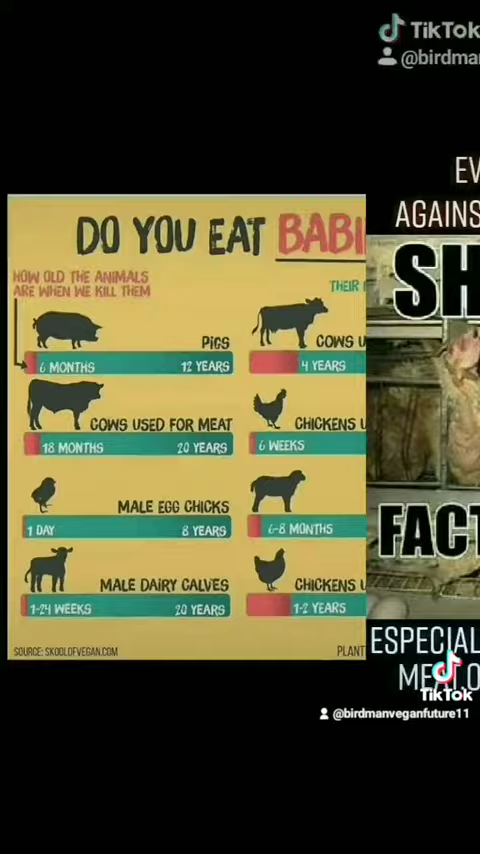 TikTok
@birdman
EV
AGAINS
SH
DO YOU EAT BABI
HOW OLD THE ANIMALS
ARE WHEN WE KILL THEM
THEIR
PIGS
6 MONTHS 12 YEARS
COWS U
4 YEARS
COWS USED FOR MEAT
18 MONTHS 20 YEARS
CHICKENS U
6 WEEKS
MALE EGG CHICKS
1 DAY 8 YEARS
6-8 MONTHS
MALE DAIRY CALVES
1-24 WEEKS 20 YEARS
CHICKENS U
1-2 YEARS
SOURCE: SKOOLOFVEGAN.COM
PLANT
FACT
ESPECIAL
TikTok
@birdmanveganfuture11